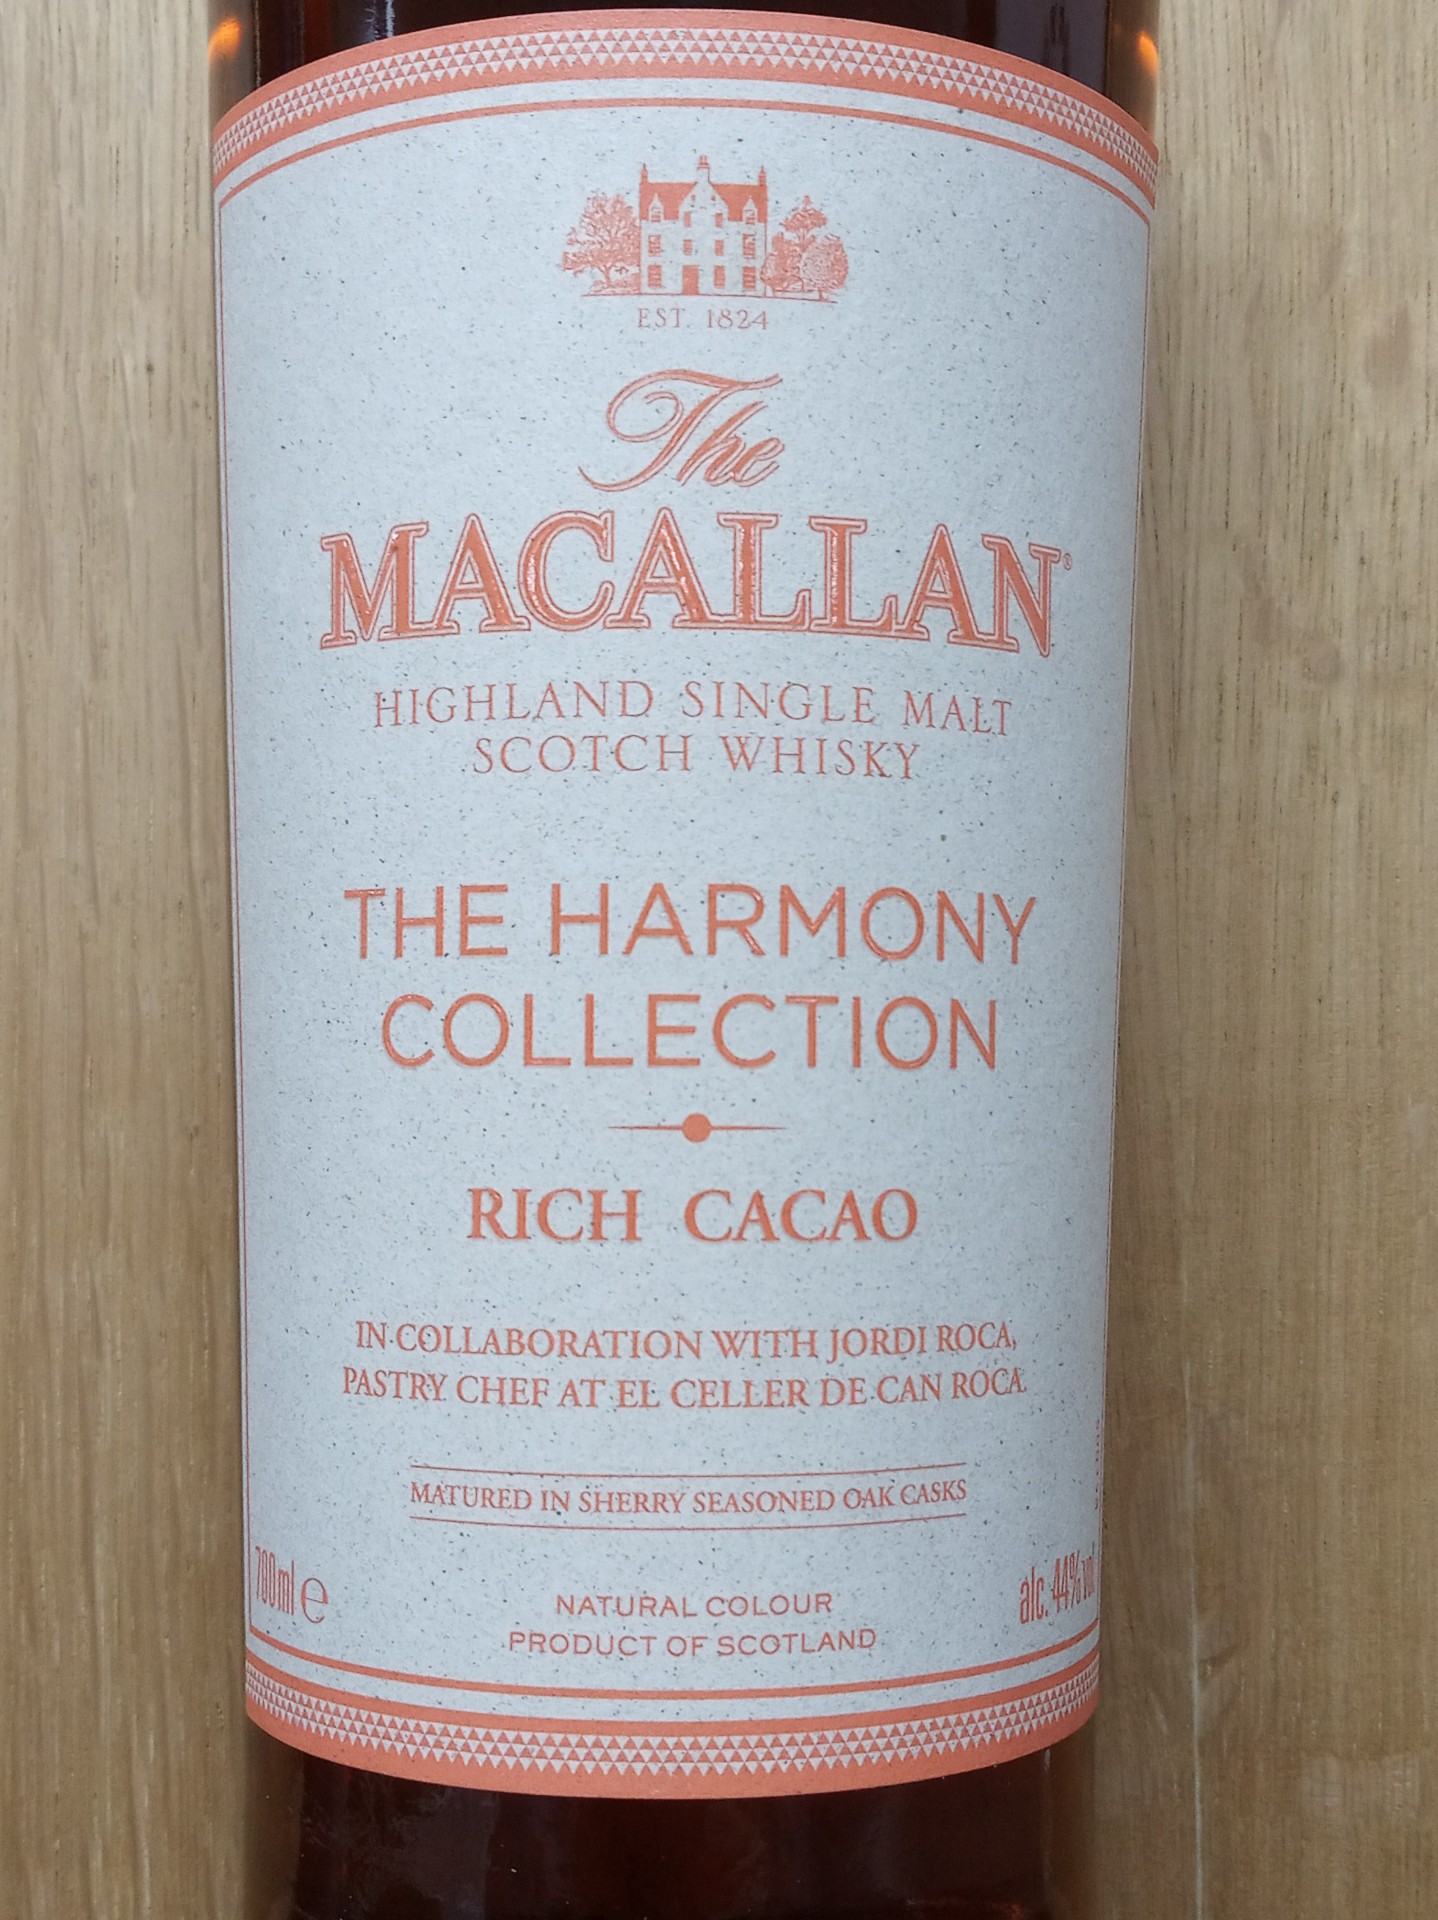 EST. 1824
The
MACALLAN®
HIGHLAND SINGLE MALT
SCOTCH WHISKY
THE HARMONY
COLLECTION
RICH CACAO
IN COLLABORATION WITH JORDI ROCA,
PASTRY CHEF AT EL CELLER DE CAN ROCA.
MATURED IN SHERRY SEASONED OAK CASKS
700ml ℮
alc. 44% vol
NATURAL COLOUR
PRODUCT OF SCOTLAND